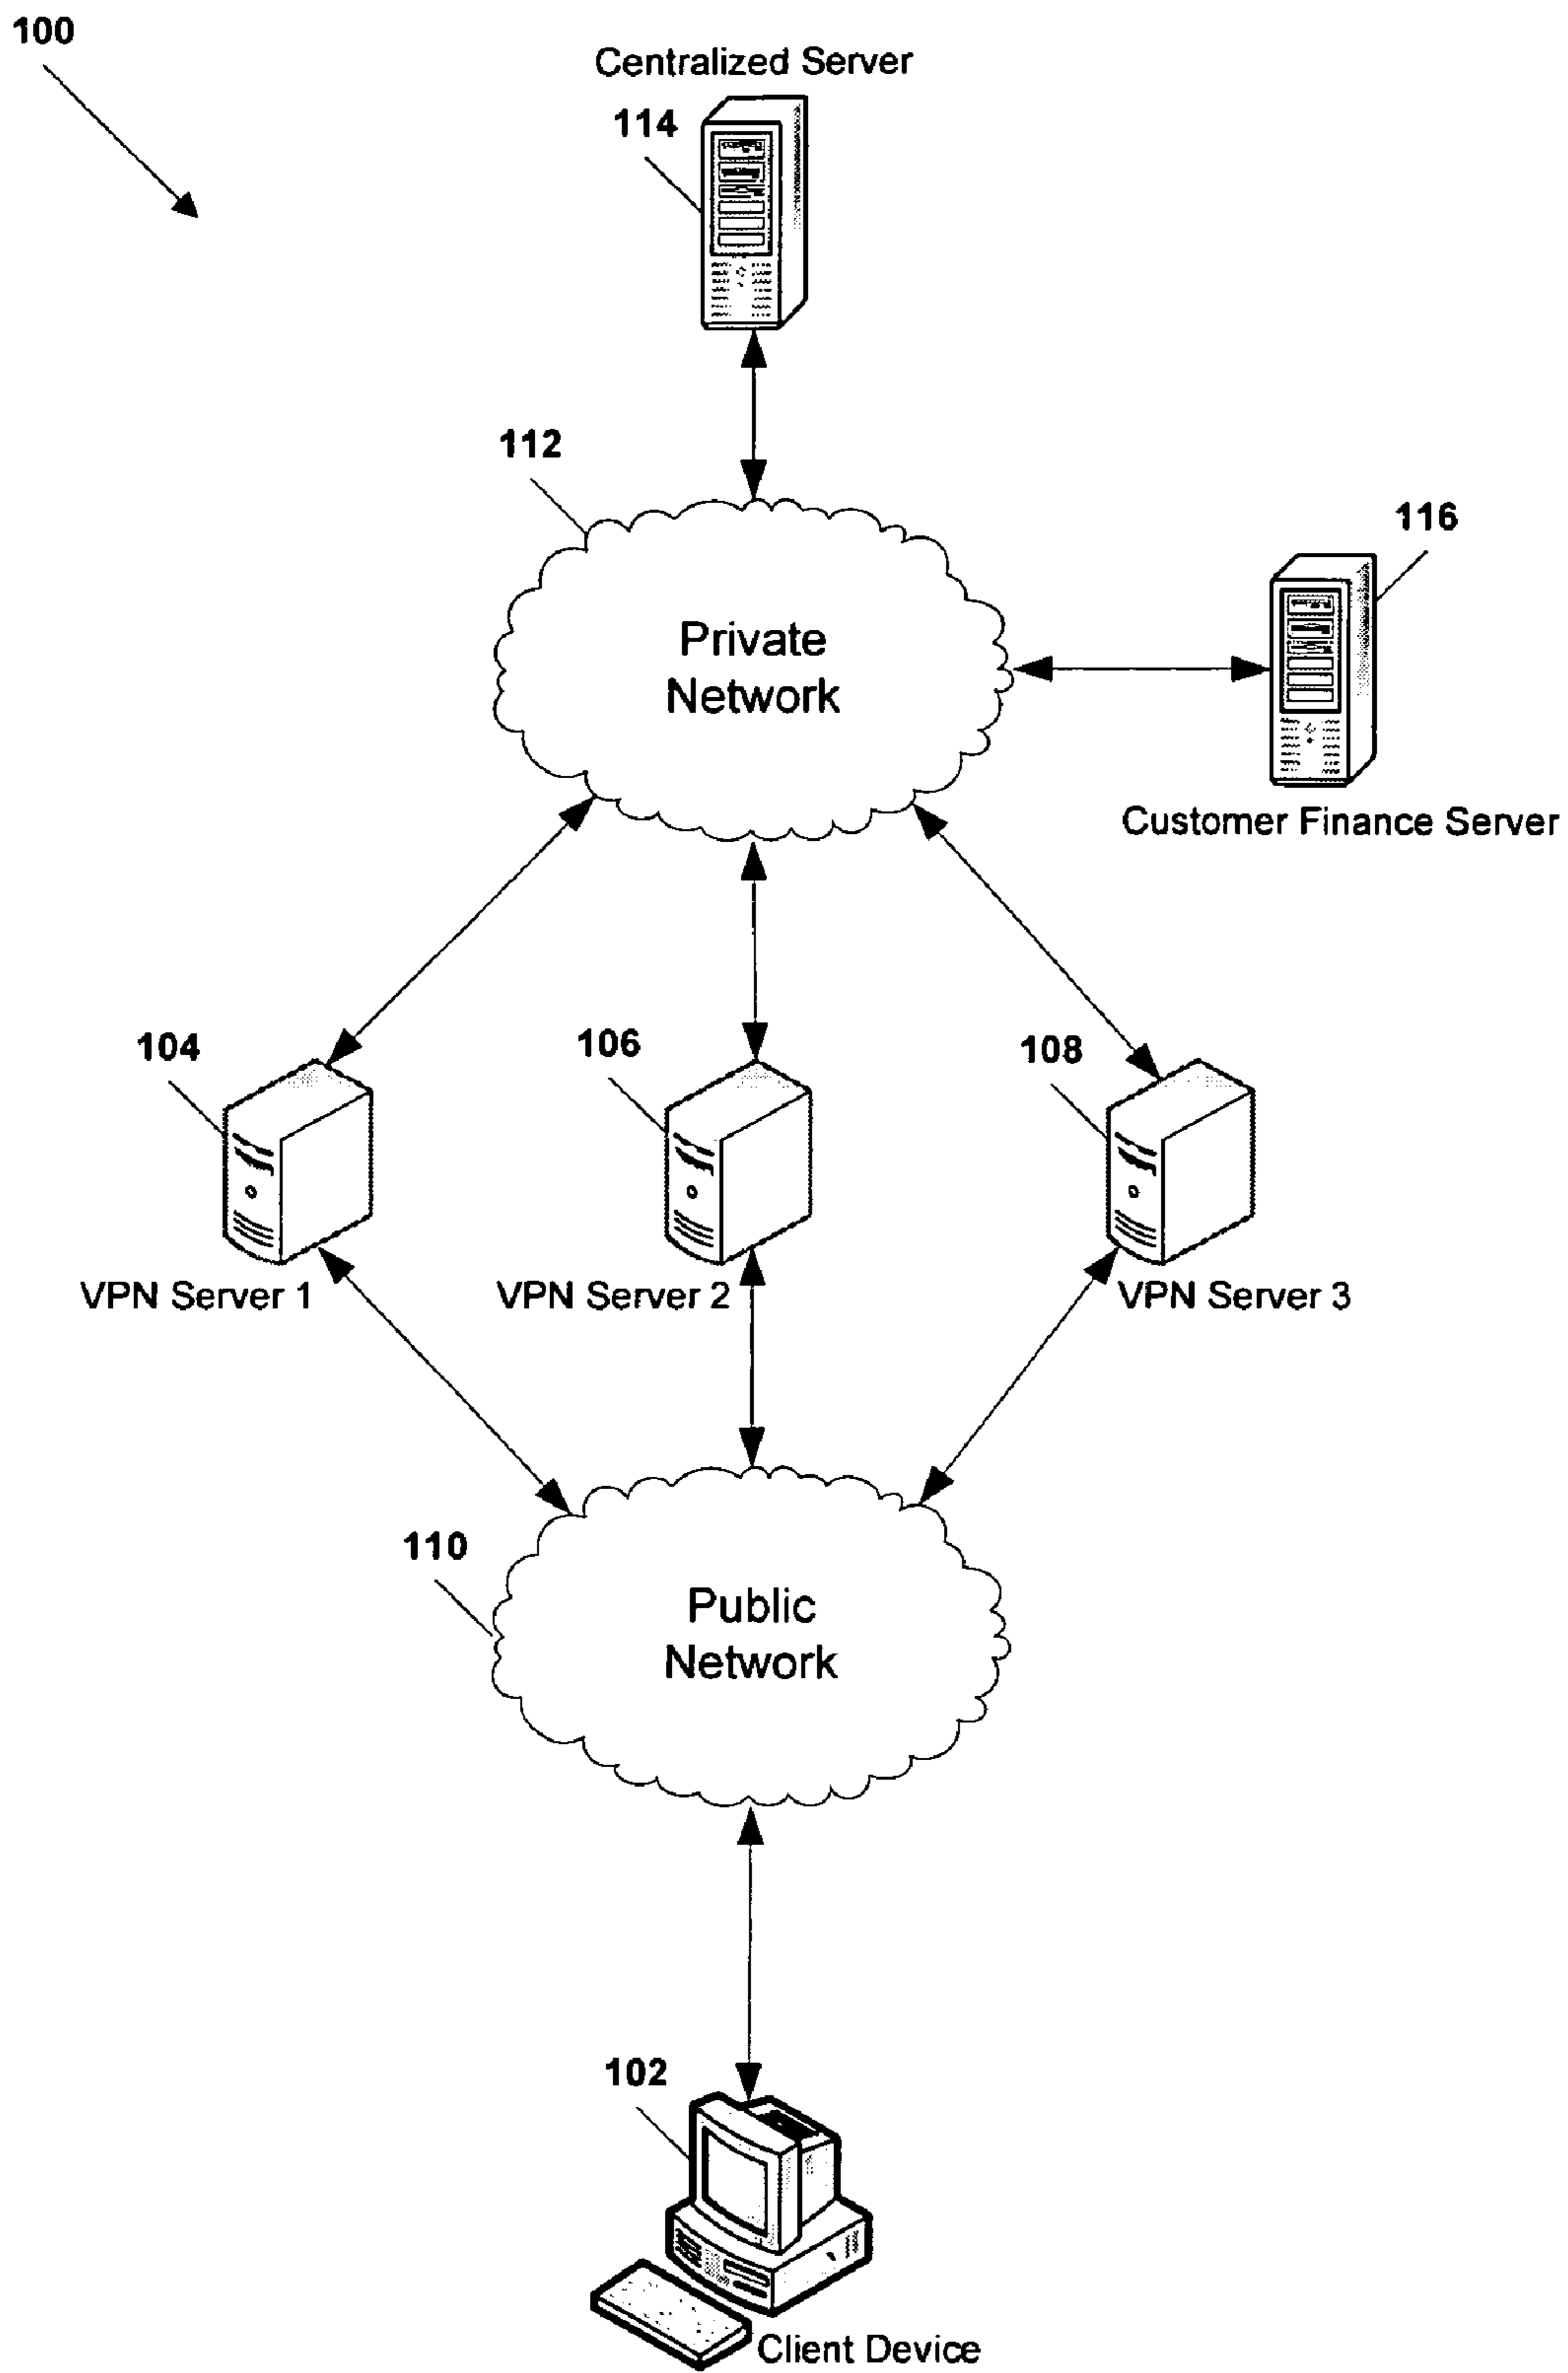 100
Centralized Server
114
112
116
Private
Network
Customer Finance Server
104
106
108
VPN Server 1
VPN Server 2
VPN Server 3
110
Public
Network
102
Client Device